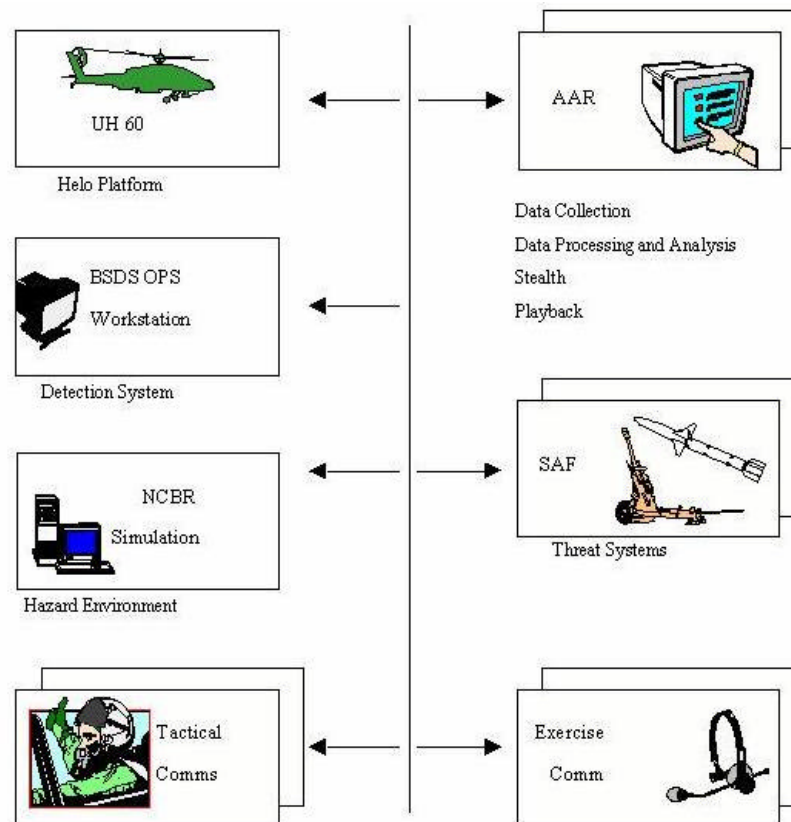 UH 60
Helo Platform
BSDS OPS
Workstation
Detection System
NCBR
Simulation
Hazard Environment
Tactical
Comms
AAR
Data Collection
Data Processing and Analysis
Stealth
Playback
SAF
Threat Systems
Exercise
Comm